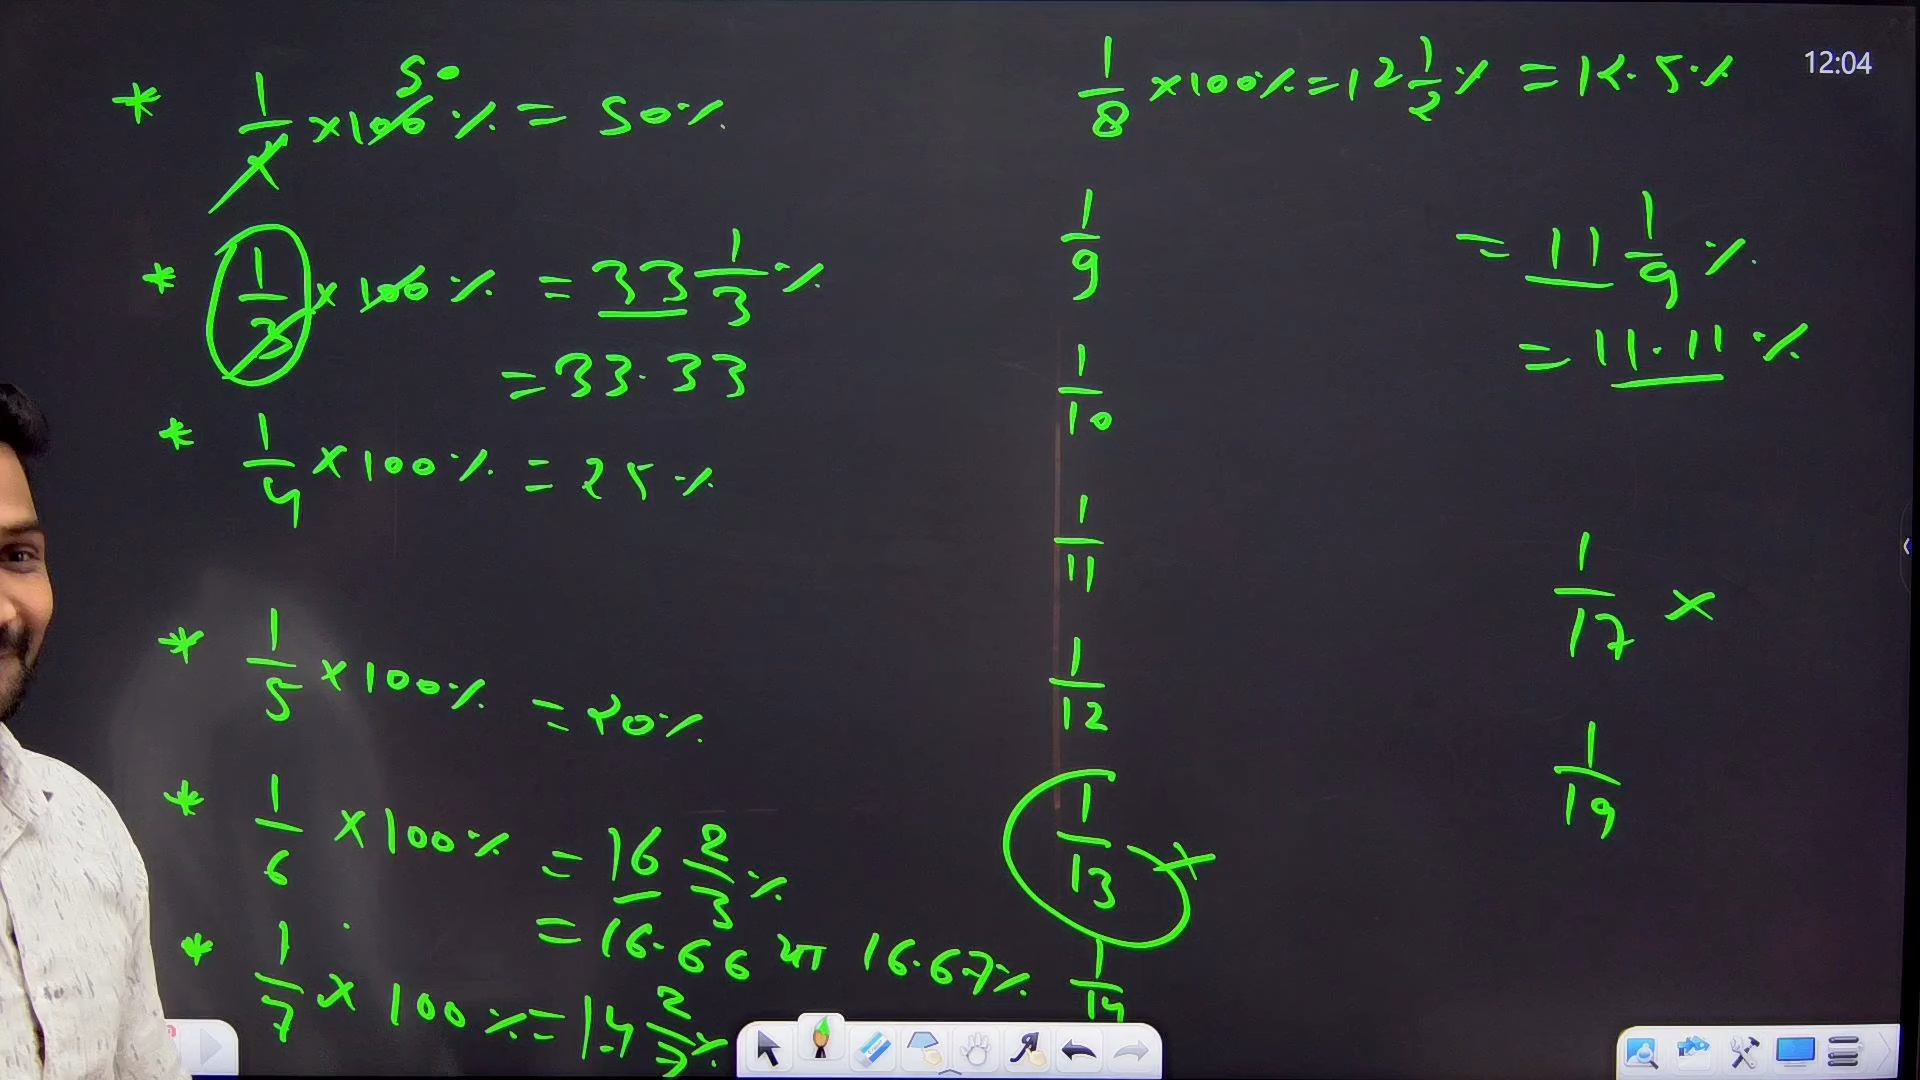 * 1/2 ×100% = 50%
50
* 1/3 × 100% = 33 1/3 %
= 33.33
* 1/4 × 100% = 25%
* 1/5 × 100% = 20%
* 1/6 × 100% = 16 2/3 %
= 16.66 या 16.67%
* 1/7 × 100% = 14 2/7 %
1/8 ×100% = 12 1/2 % = 12.5%
1/9 = 11 1/9 %
= 11.11%
1/10
1/11
1/12
1/13 ×
1/14
1/17 ×
1/19
12:04